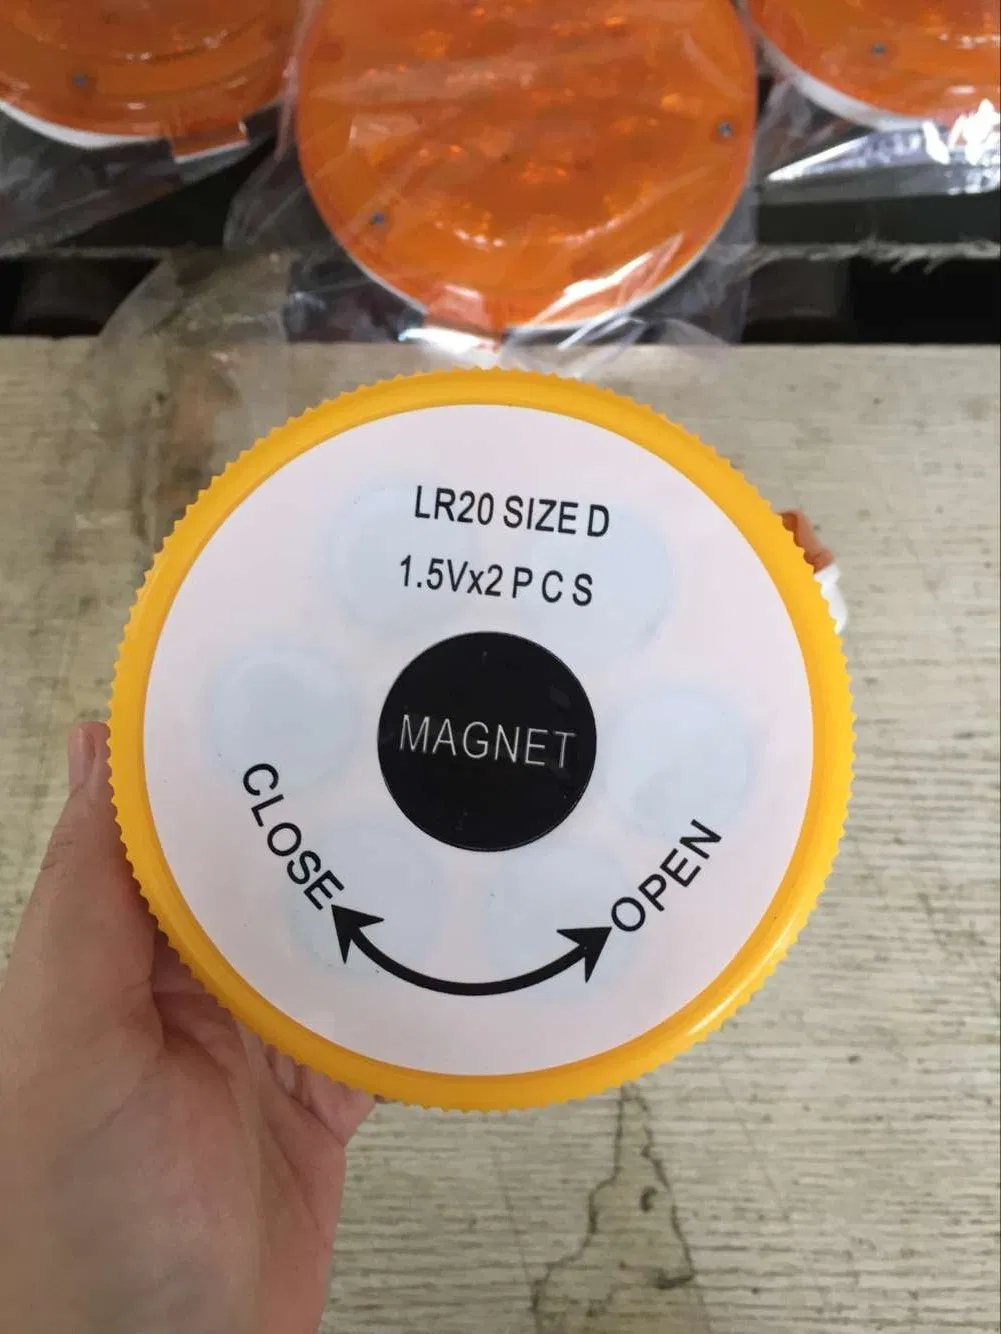 LR20 SIZE D
1.5Vx2 P C S
MAGNET
CLOSE
OPEN